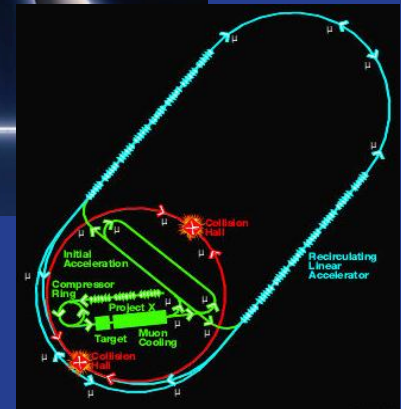 μ
μ
μ
μ
μ
μ
Collision
Hall
μ
μ
μ
μ
Initial
Acceleration
Recirculating
Linear
Accelerator
μ
Compressor
Ring
Project X
μ
μ
μ
Target
Muon
Cooling
μ
Collision
Hall
μ
μ
μ